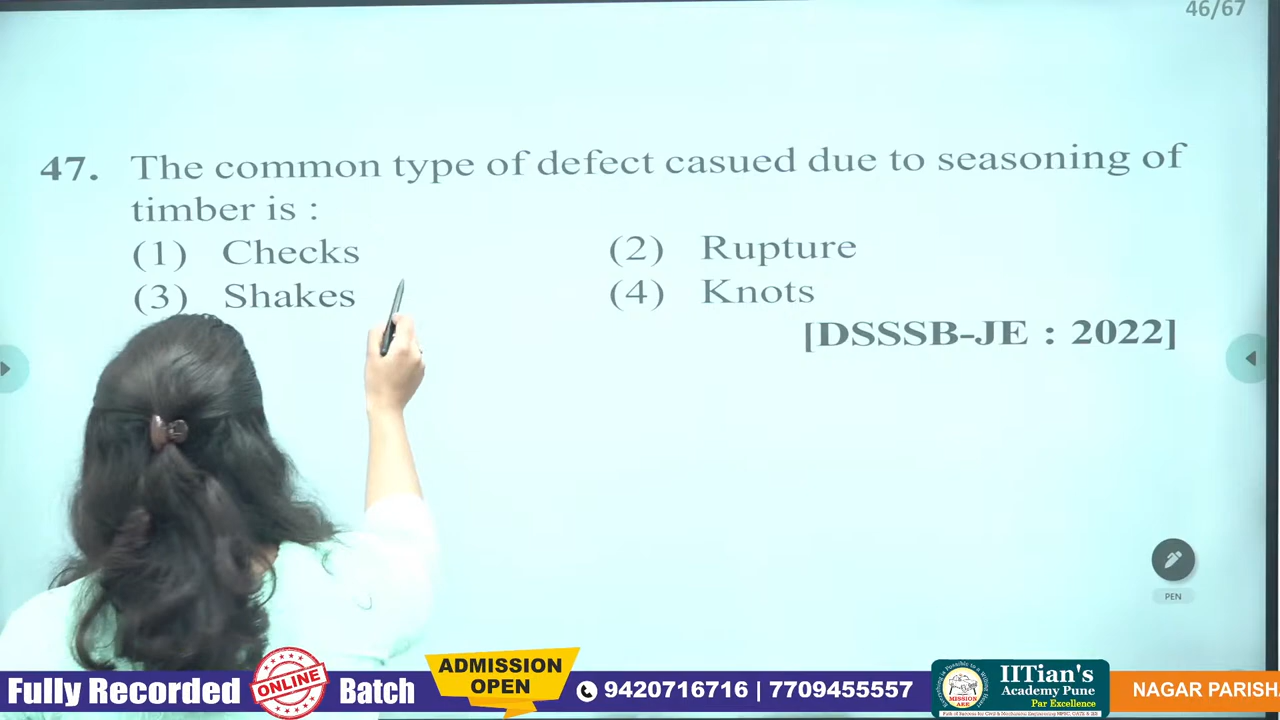 46/67
47. The common type of defect casued due to seasoning of
timber is :
(1) Checks (2) Rupture
(3) Shakes (4) Knots
[DSSSB-JE : 2022]
PEN
Fully Recorded ONLINE Batch
ADMISSION
OPEN
9420716716 | 7709455557
MISSION
AEE
IITian's
Academy Pune
Par Excellence
NAGAR PARISH